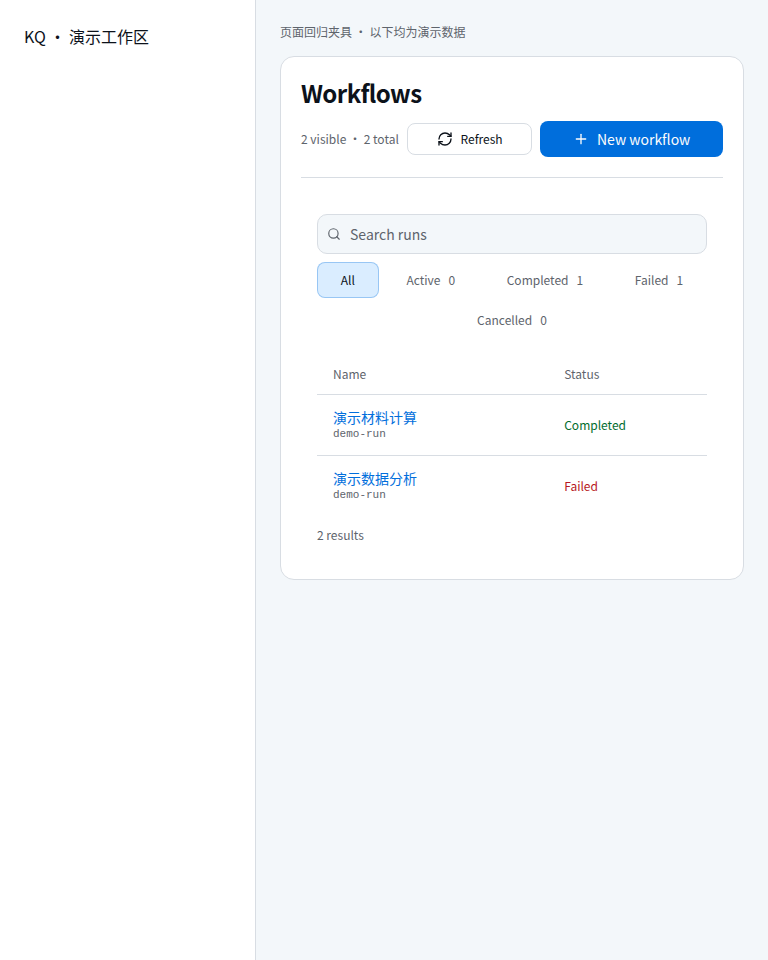 KQ · 演示工作区
页面回归夹具 · 以下均为演示数据
Workflows
2 visible · 2 total
Refresh
New workflow
Search runs
All
Active 0
Completed 1
Failed 1
Cancelled 0
Name Status
演示材料计算
demo-run
Completed
演示数据分析
demo-run
Failed
2 results